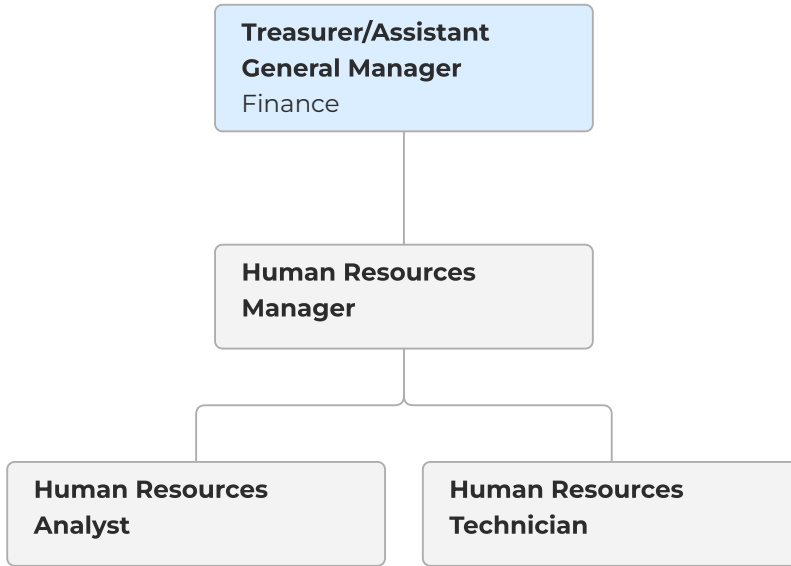 Treasurer/Assistant
General Manager
Finance
Human Resources
Manager
Human Resources
Analyst
Human Resources
Technician